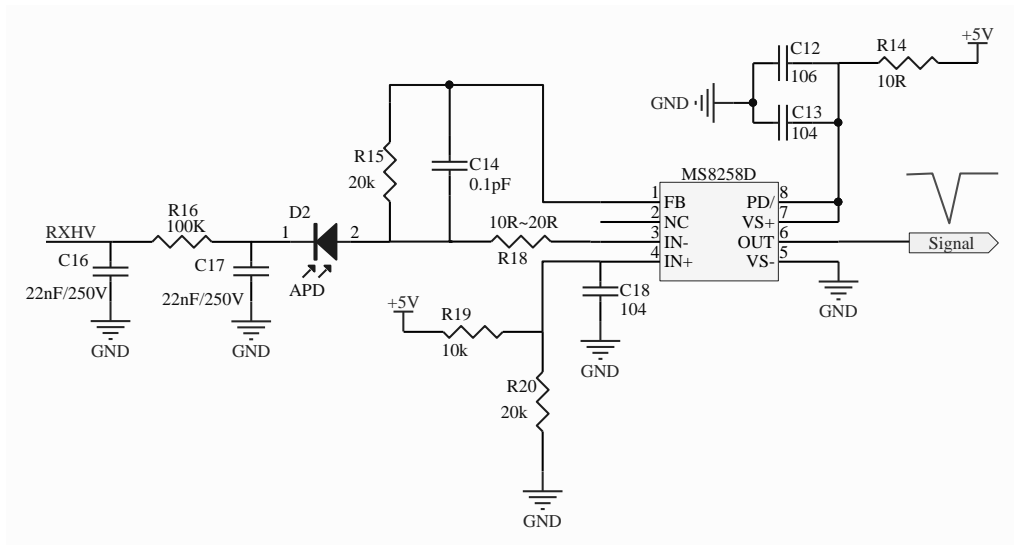 +5V
C12
106
R14
10R
GND
C13
104
R15
20k
C14
0.1pF
MS8258D
1
FB
PD/
8
2
NC
VS+
7
3
IN-
OUT
6
4
IN+
VS-
5
Signal
R16
100K
D2
10R~20R
R18
RXHV
1
2
C16
22nF/250V
C17
22nF/250V
APD
GND
GND
C18
104
GND
+5V
R19
10k
GND
R20
20k
GND